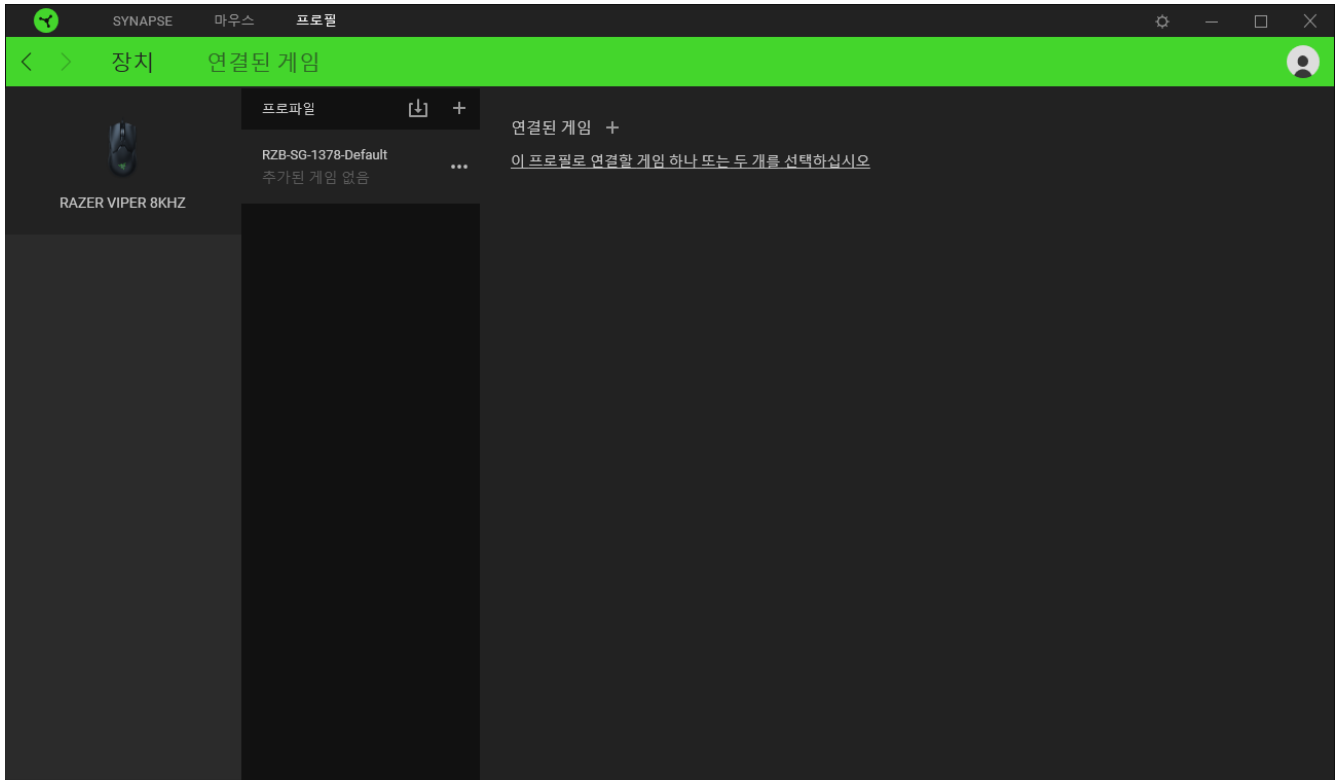 SYNAPSE 마우스 프로필
장치 연결된 게임
RAZER VIPER 8KHZ
프로파일
RZB-SG-1378-Default
추가된 게임 없음
연결된 게임 +
이 프로필로 연결할 게임 하나 또는 두 개를 선택하십시오